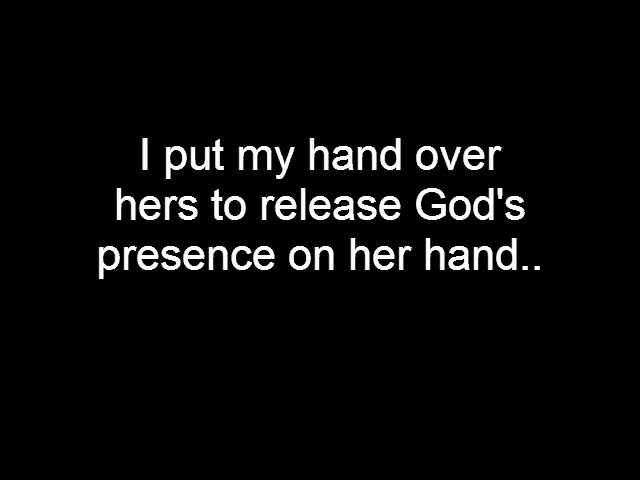 I put my hand over
hers to release God's
presence on her hand..